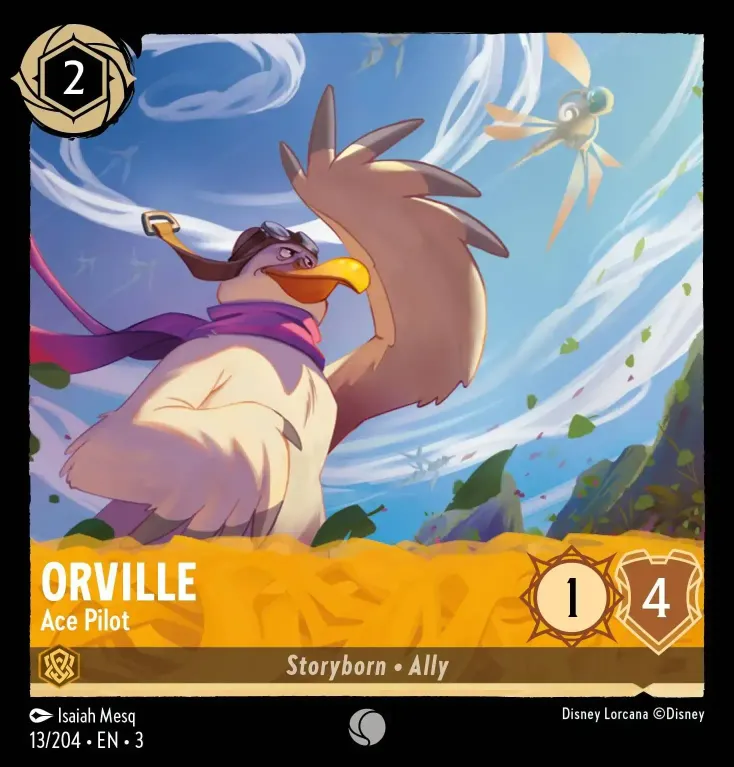 2
ORVILLE
Ace Pilot
1
4
Storyborn • Ally
Isaiah Mesq
Disney Lorcana ©Disney
13/204 • EN • 3